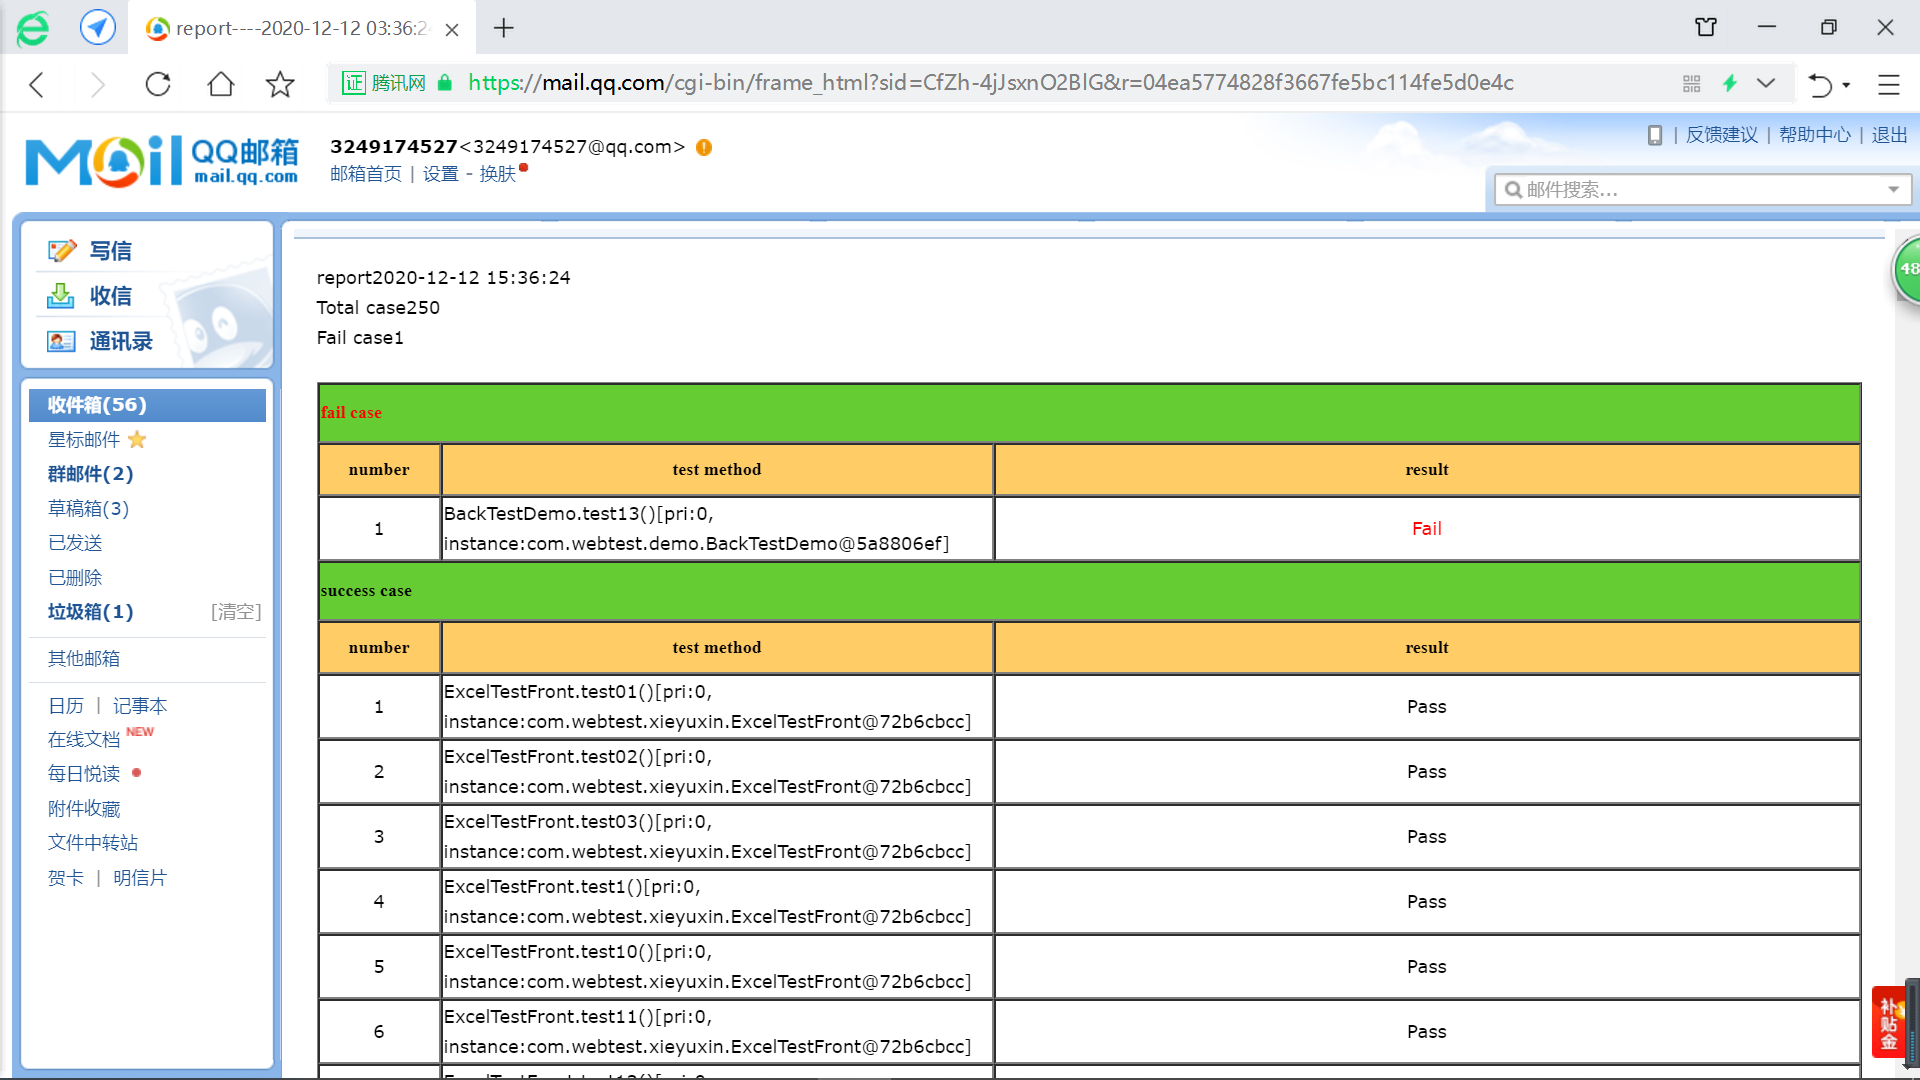 report----2020-12-12 03:36:2
证 腾讯网 https://mail.qq.com/cgi-bin/frame_html?sid=CfZh-4jJsxnO2BlG&r=04ea5774828f3667fe5bc114fe5d0e4c
Mail QQ邮箱
mail.qq.com
3249174527<3249174527@qq.com>
邮箱首页 | 设置 - 换肤
反馈建议 | 帮助中心 | 退出
邮件搜索...
写信
收信
通讯录
收件箱(56)
星标邮件
群邮件(2)
草稿箱(3)
已发送
已删除
垃圾箱(1) [清空]
其他邮箱
日历 | 记事本
在线文档 NEW
每日悦读
附件收藏
文件中转站
贺卡 | 明信片
report2020-12-12 15:36:24
Total case250
Fail case1
fail case
number test method result
1 BackTestDemo.test13()[pri:0,
instance:com.webtest.demo.BackTestDemo@5a8806ef] Fail
success case
number test method result
1 ExcelTestFront.test01()[pri:0,
instance:com.webtest.xieyuxin.ExcelTestFront@72b6cbcc] Pass
2 ExcelTestFront.test02()[pri:0,
instance:com.webtest.xieyuxin.ExcelTestFront@72b6cbcc] Pass
3 ExcelTestFront.test03()[pri:0,
instance:com.webtest.xieyuxin.ExcelTestFront@72b6cbcc] Pass
4 ExcelTestFront.test1()[pri:0,
instance:com.webtest.xieyuxin.ExcelTestFront@72b6cbcc] Pass
5 ExcelTestFront.test10()[pri:0,
instance:com.webtest.xieyuxin.ExcelTestFront@72b6cbcc] Pass
6 ExcelTestFront.test11()[pri:0,
instance:com.webtest.xieyuxin.ExcelTestFront@72b6cbcc] Pass
48
补贴金